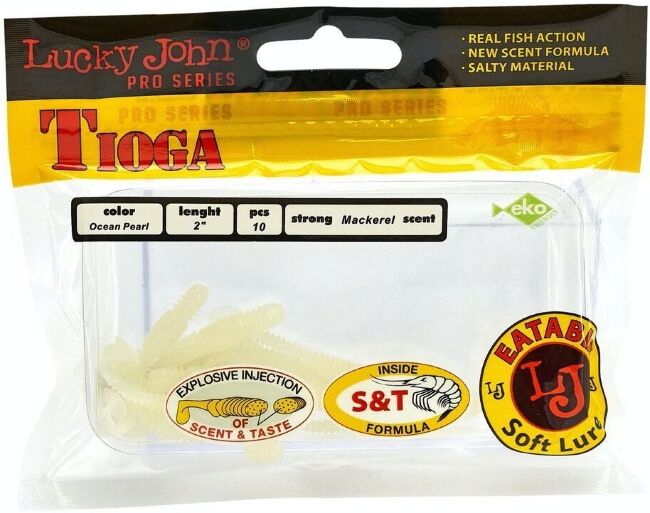 Lucky John®
PRO SERIES
· REAL FISH ACTION
· NEW SCENT FORMULA
· SALTY MATERIAL
PRO SERIES PRO SERIES
TIOGA
color lenght pcs strong Mackerel scent
Ocean Pearl 2" 10
eko
EXPLOSIVE INJECTION
OF
SCENT & TASTE
INSIDE
S&T
FORMULA
EATABLE
LJ LJ LJ
Soft Lure